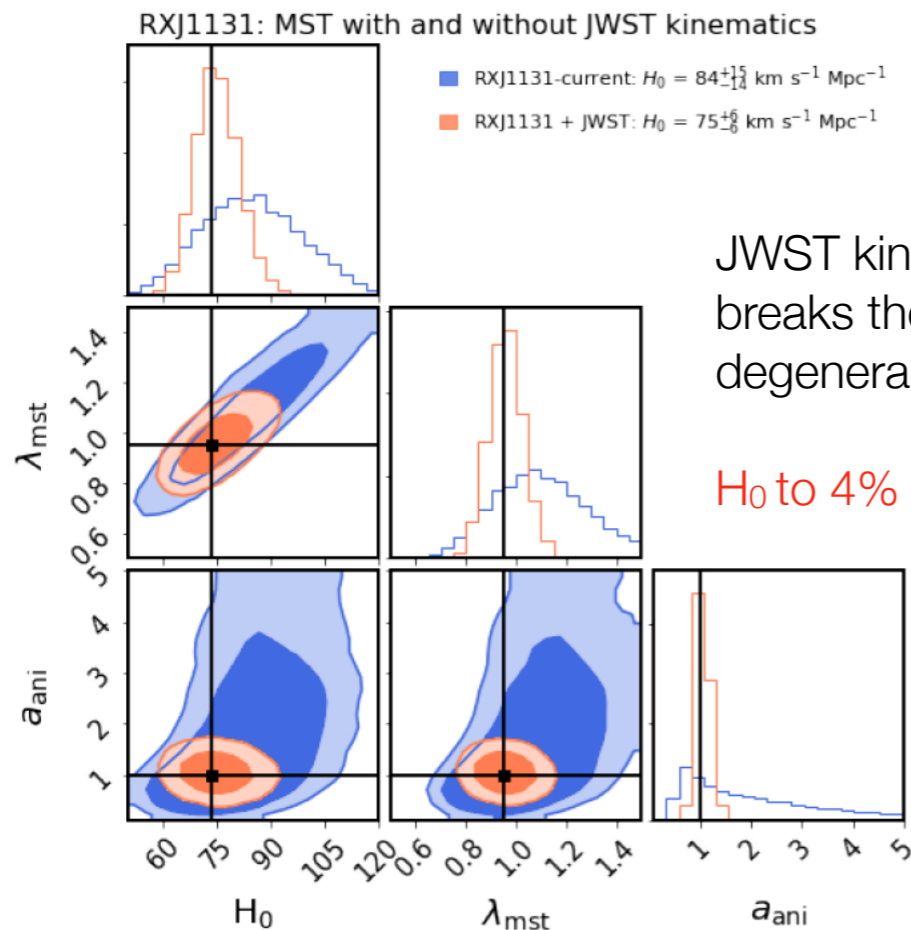 RXJ1131: MST with and without JWST kinematics
RXJ1131-current: H₀ = 84⁺¹⁵₋₁₄ km s⁻¹ Mpc⁻¹
RXJ1131 + JWST: H₀ = 75⁺⁶₋₆ km s⁻¹ Mpc⁻¹
JWST kin
breaks the
degenera
H₀ to 4%
λmst
1.4
1.2
1.0
0.8
0.6
aani
5
4
3
2
1
60 75 90 105 120
0.6 0.8 1.0 1.2 1.4
1 2 3 4 5
H₀
λmst
aani